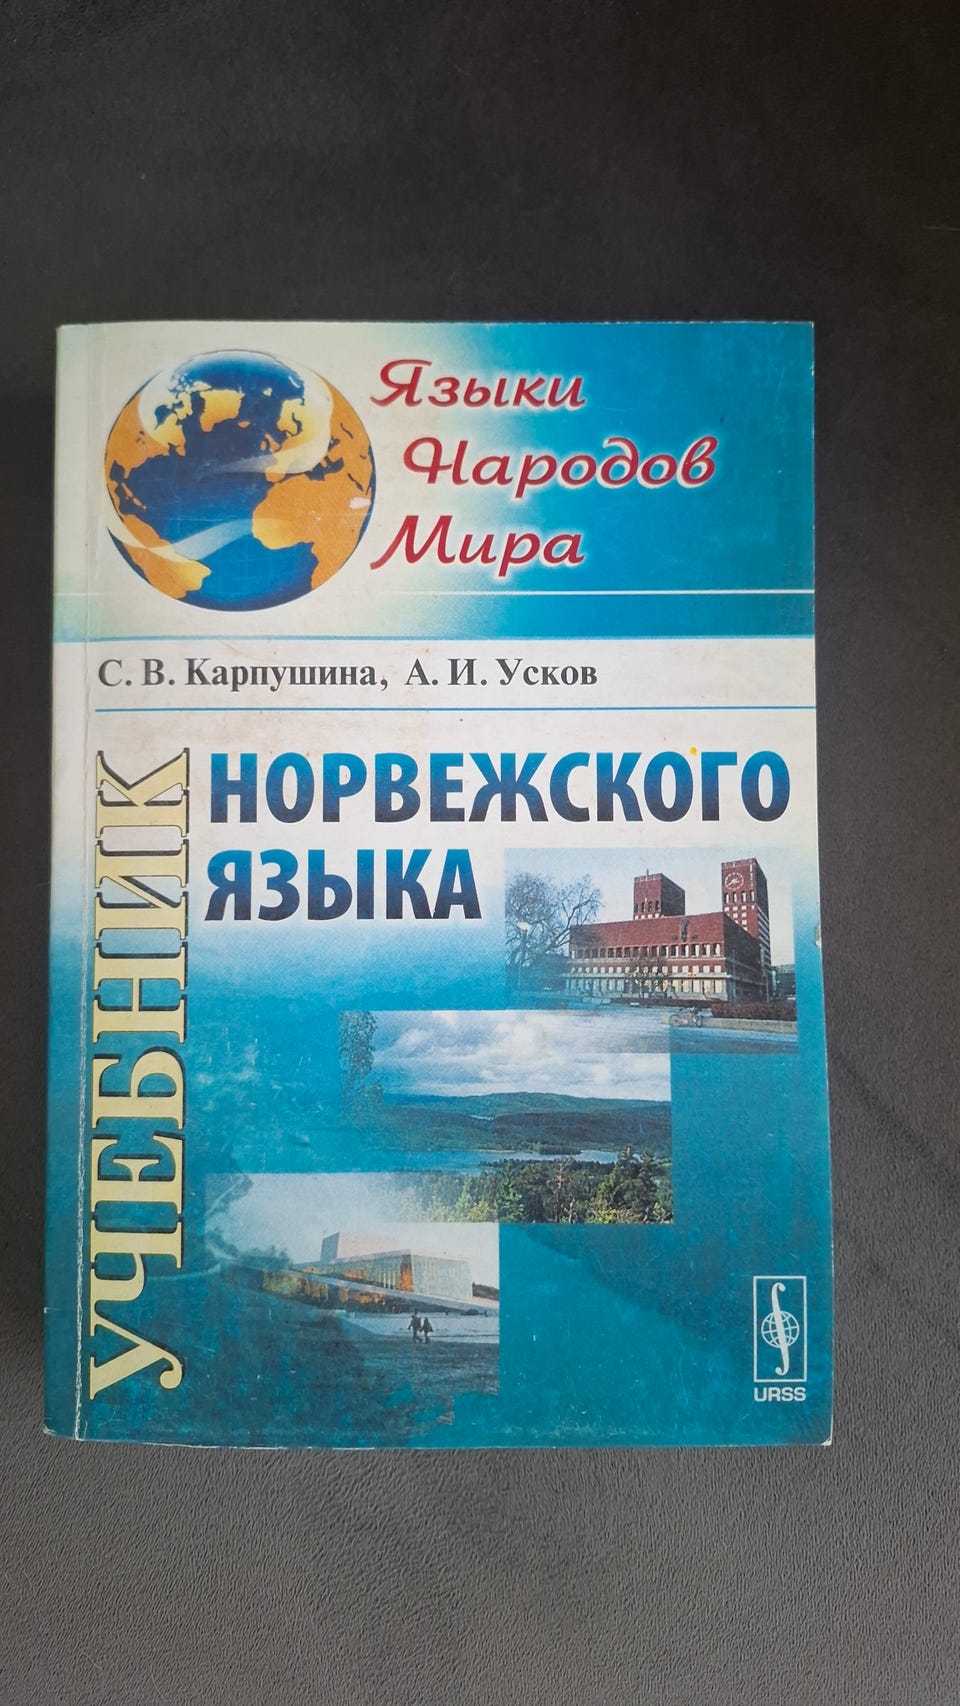 Языки
Народов
Мира
С. В. Карпушина, А. И. Усков
УЧЕБНИК
НОРВЕЖСКОГО
ЯЗЫКА
URSS